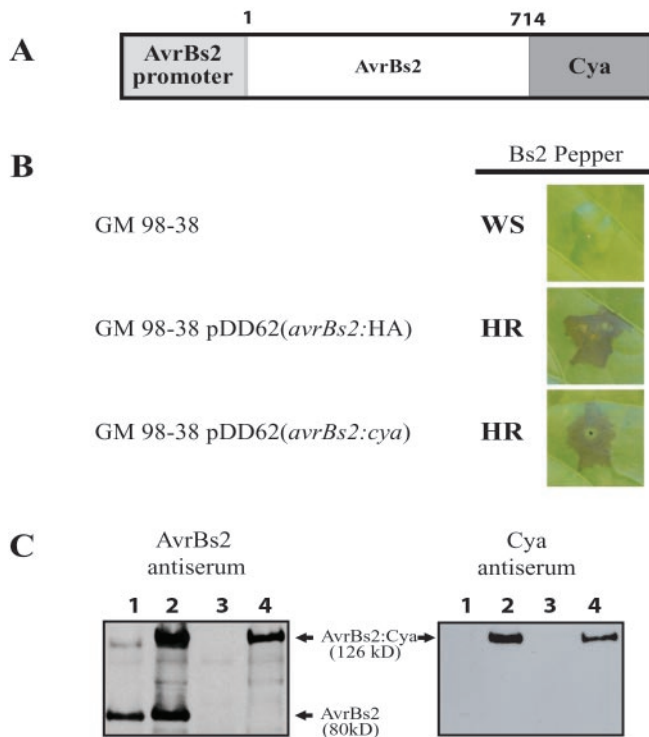 A
1 714
AvrBs2 promoter AvrBs2 Cya
B
Bs2 Pepper
GM 98-38 WS
GM 98-38 pDD62(avrBs2:HA) HR
GM 98-38 pDD62(avrBs2:cya) HR
C
AvrBs2 antiserum
Cya antiserum
1 2 3 4
1 2 3 4
AvrBs2:Cya
(126 kD)
AvrBs2
(80kD)